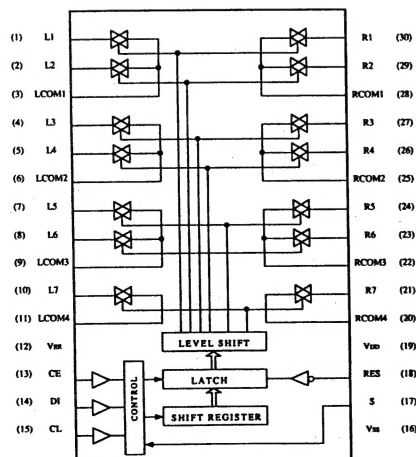 (1) L1 R1 (30)
(2) L2 R2 (29)
(3) LCOM1 RCOM1 (28)
(4) L3 R3 (27)
(5) L4 R4 (26)
(6) LCOM2 RCOM2 (25)
(7) L5 R5 (24)
(8) L6 R6 (23)
(9) LCOM3 RCOM3 (22)
(10) L7 R7 (21)
(11) LCOM4 RCOM4 (20)
(12) VEE LEVEL SHIFT VDD (19)
(13) CE LATCH RES (18)
(14) DI CONTROL SHIFT REGISTER S (17)
(15) CL VSS (16)